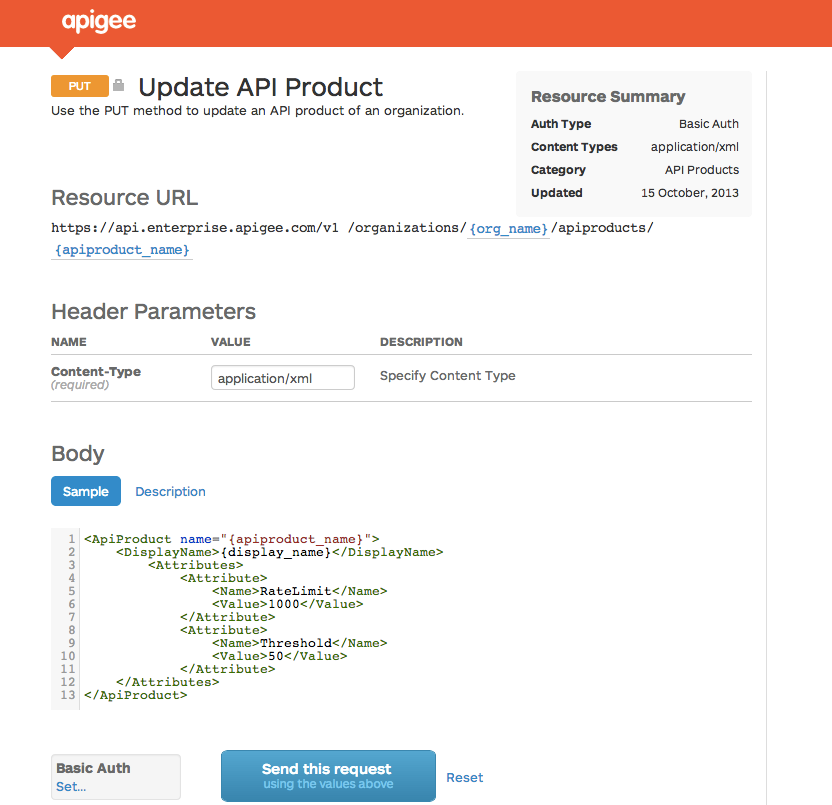 apigee
PUT Update API Product
Use the PUT method to update an API product of an organization.
Resource Summary
Auth Type Basic Auth
Content Types application/xml
Category API Products
Updated 15 October, 2013
Resource URL
https://api.enterprise.apigee.com/v1 /organizations/{org_name}/apiproducts/
{apiproduct_name}
Header Parameters
NAME VALUE DESCRIPTION
Content-Type application/xml Specify Content Type
(required)
Body
Sample Description
1 <ApiProduct name="{apiproduct_name}">
2 <DisplayName>{display_name}</DisplayName>
3 <Attributes>
4 <Attribute>
5 <Name>RateLimit</Name>
6 <Value>1000</Value>
7 </Attribute>
8 <Attribute>
9 <Name>Threshold</Name>
10 <Value>50</Value>
11 </Attribute>
12 </Attributes>
13 </ApiProduct>
Basic Auth
Set...
Send this request
using the values above
Reset